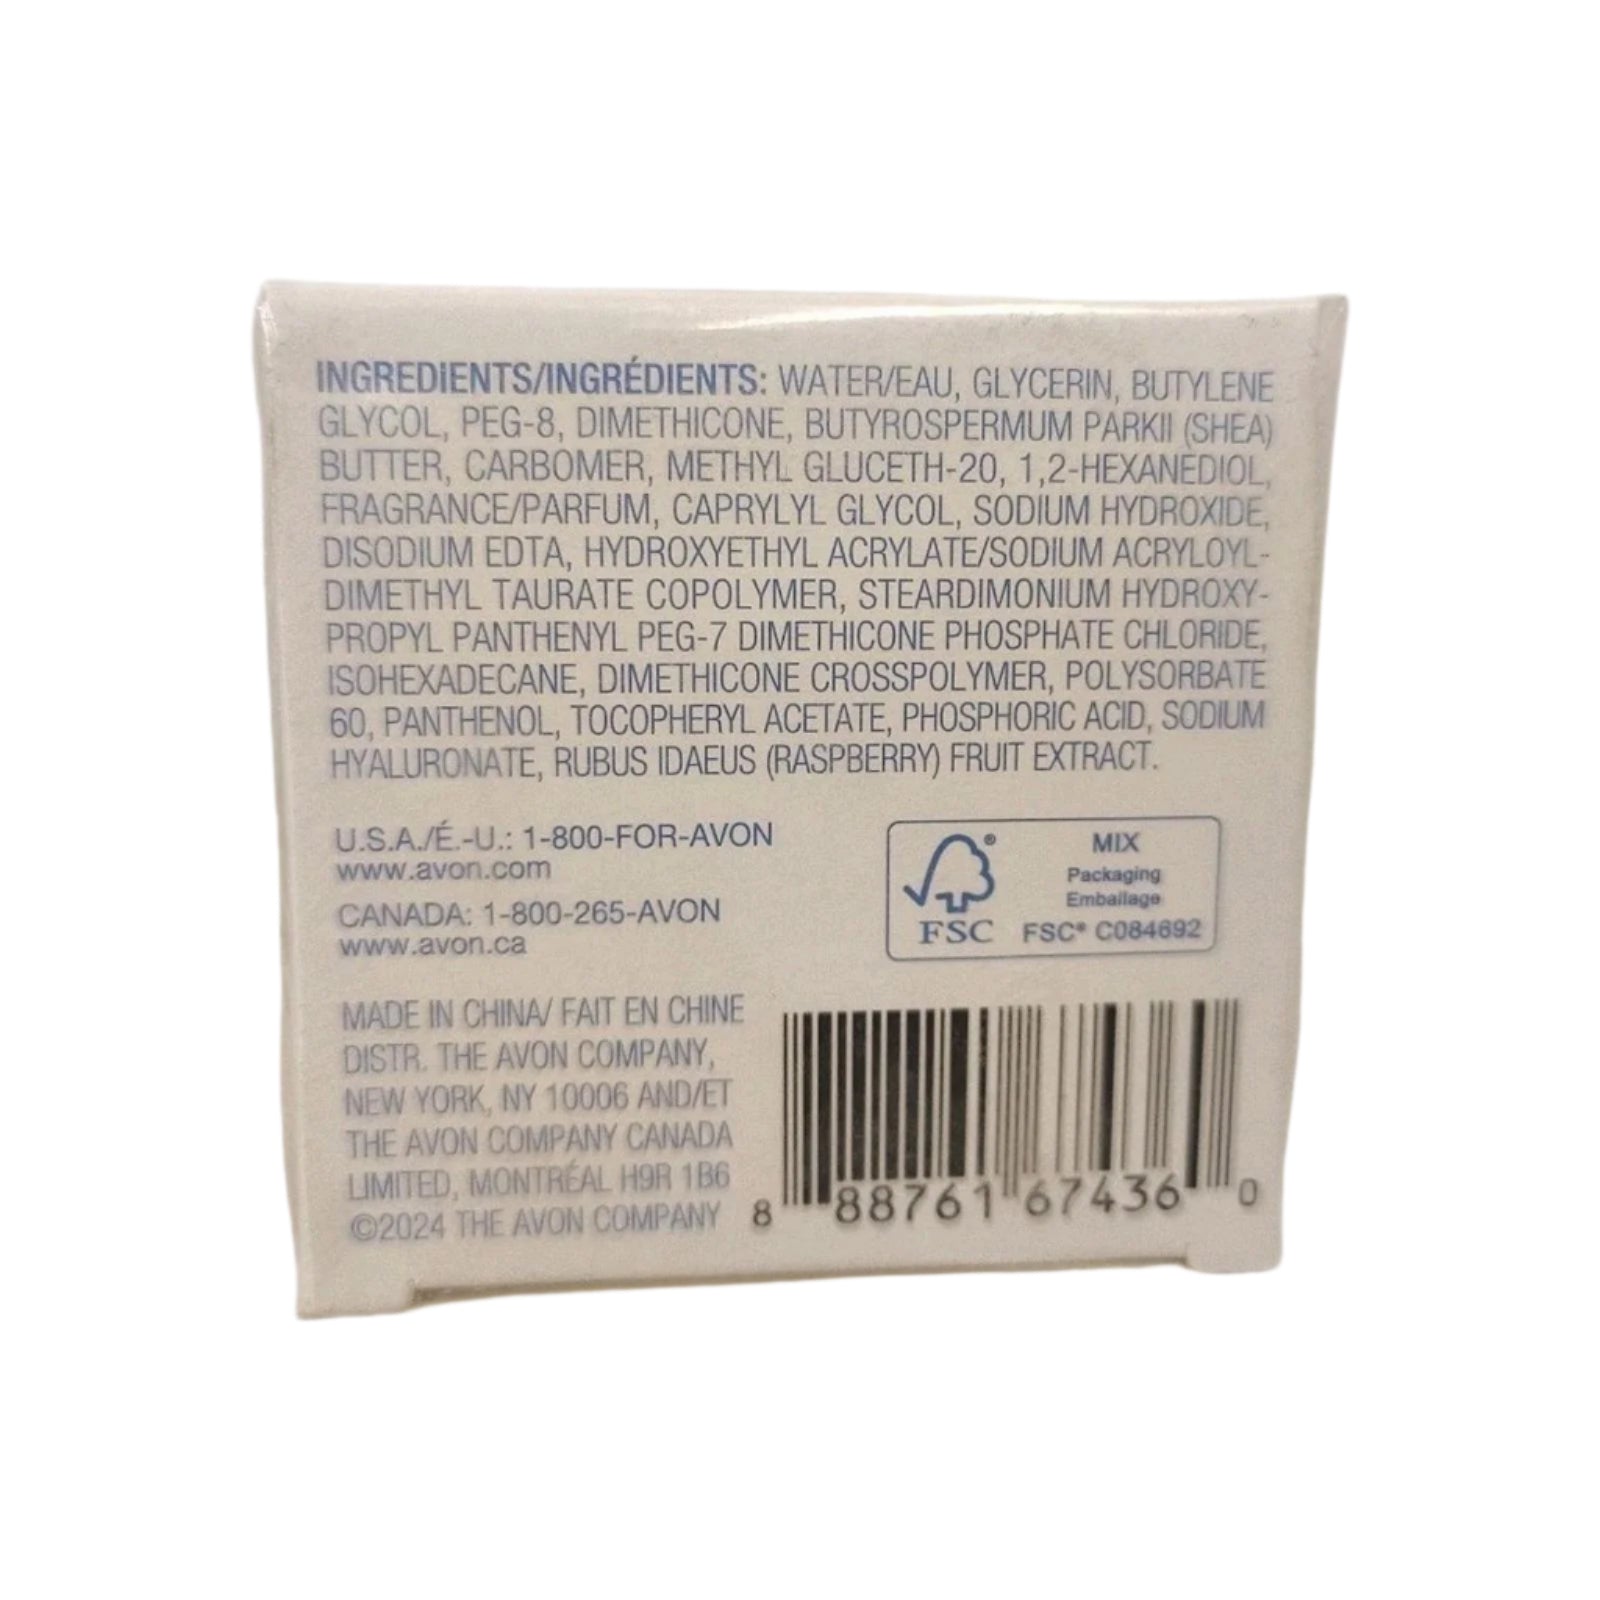 INGREDIENTS/INGRÉDIENTS: WATER/EAU, GLYCERIN, BUTYLENE
GLYCOL, PEG-8, DIMETHICONE, BUTYROSPERMUM PARKII (SHEA)
BUTTER, CARBOMER, METHYL GLUCETH-20, 1,2-HEXANEDIOL,
FRAGRANCE/PARFUM, CAPRYLYL GLYCOL, SODIUM HYDROXIDE,
DISODIUM EDTA, HYDROXYETHYL ACRYLATE/SODIUM ACRYLOYL-
DIMETHYL TAURATE COPOLYMER, STEARDIMONIUM HYDROXY-
PROPYL PANTHENYL PEG-7 DIMETHICONE PHOSPHATE CHLORIDE,
ISOHEXADECANE, DIMETHICONE CROSSPOLYMER, POLYSORBATE
60, PANTHENOL, TOCOPHERYL ACETATE, PHOSPHORIC ACID, SODIUM
HYALURONATE, RUBUS IDAEUS (RASPBERRY) FRUIT EXTRACT.
U.S.A./É.-U.: 1-800-FOR-AVON
www.avon.com
CANADA: 1-800-265-AVON
www.avon.ca
®
FSC
MIX
Packaging
Emballage
FSC® C084692
MADE IN CHINA/ FAIT EN CHINE
DISTR. THE AVON COMPANY,
NEW YORK, NY 10006 AND/ET
THE AVON COMPANY CANADA
LIMITED, MONTRÉAL H9R 1B6
©2024 THE AVON COMPANY
8 88761 67436 0